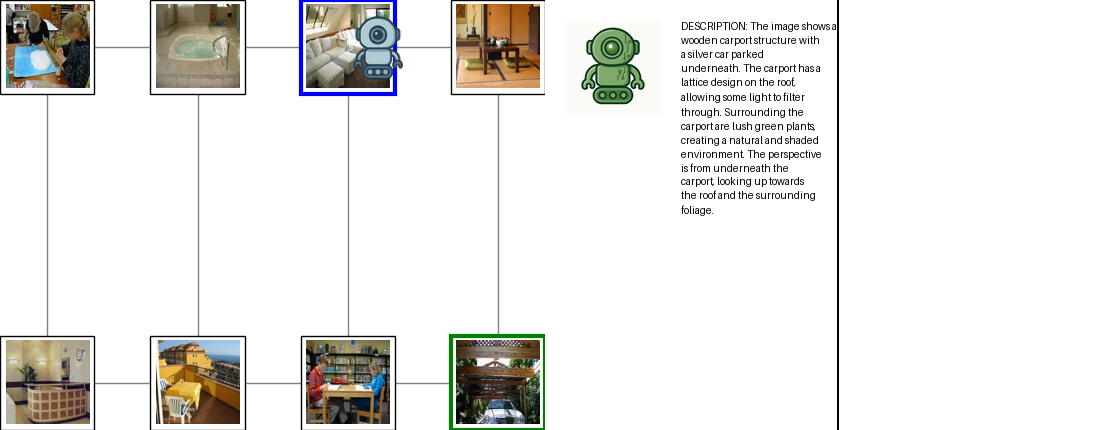 DESCRIPTION: The image shows a
wooden carport structure with
a silver car parked
underneath. The carport has a
lattice design on the roof,
allowing some light to filter
through. Surrounding the
carport are lush green plants,
creating a natural and shaded
environment. The perspective
is from underneath the
carport, looking up towards
the roof and the surrounding
foliage.